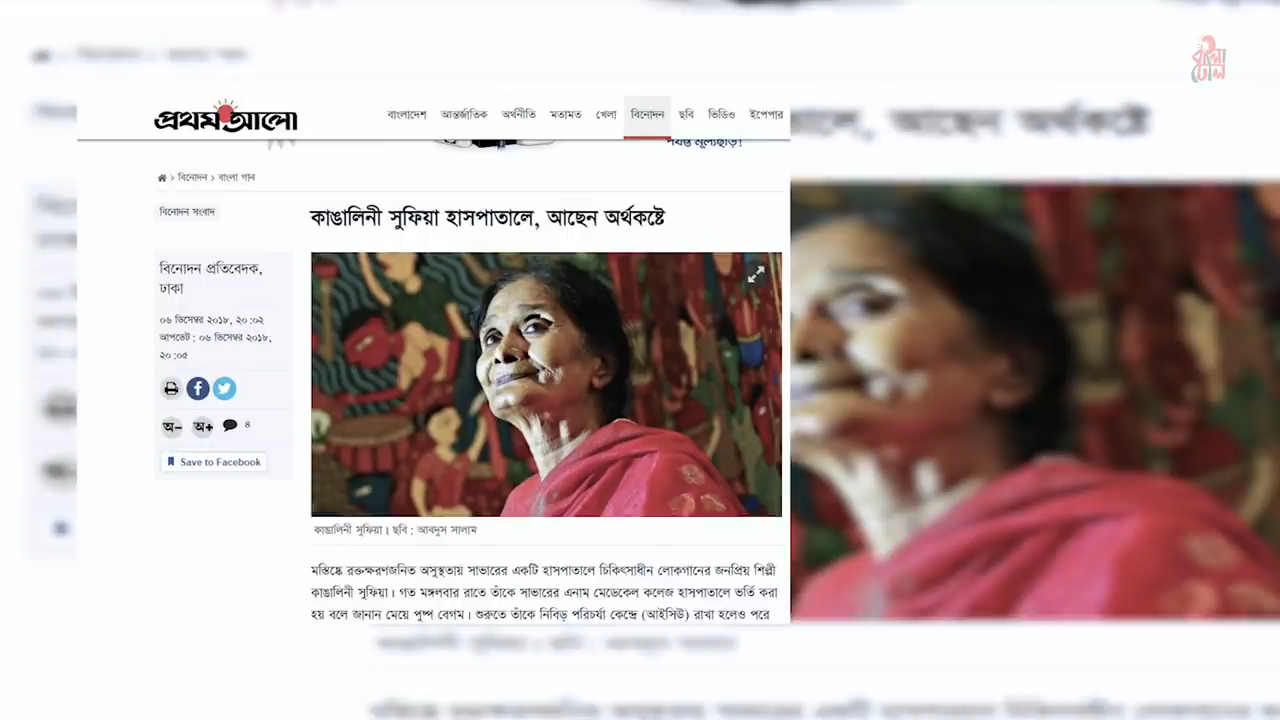 বাংলা
ঢোল
প্রথম আলো
বাংলাদেশ আন্তর্জাতিক অর্থনীতি মতামত খেলা বিনোদন ছবি ভিডিও ইপেপার
পর্যন্ত মূল্যছাড়!
বিনোদন > বাংলা গান
বিনোদন সংবাদ
কাঙালিনী সুফিয়া হাসপাতালে, আছেন অর্থকষ্টে
বিনোদন প্রতিবেদক,
ঢাকা
০৬ ডিসেম্বর ২০১৮, ২০:০২
আপডেট : ০৬ ডিসেম্বর ২০১৮,
২০:০৫
অ− অ+ ৪
Save to Facebook
কাঙালিনী সুফিয়া। ছবি : আবদুস সালাম
মস্তিষ্কে রক্তক্ষরণজনিত অসুস্থতায় সাভারের একটি হাসপাতালে চিকিৎসাধীন লোকগানের জনপ্রিয় শিল্পী
কাঙালিনী সুফিয়া। গত মঙ্গলবার রাতে তাঁকে সাভারের এনাম মেডেকেল কলেজ হাসপাতালে ভর্তি করা
হয় বলে জানান মেয়ে পুষ্প বেগম। শুরুতে তাঁকে নিবিড় পরিচর্যা কেন্দ্রে (আইসিউ) রাখা হলেও পরে